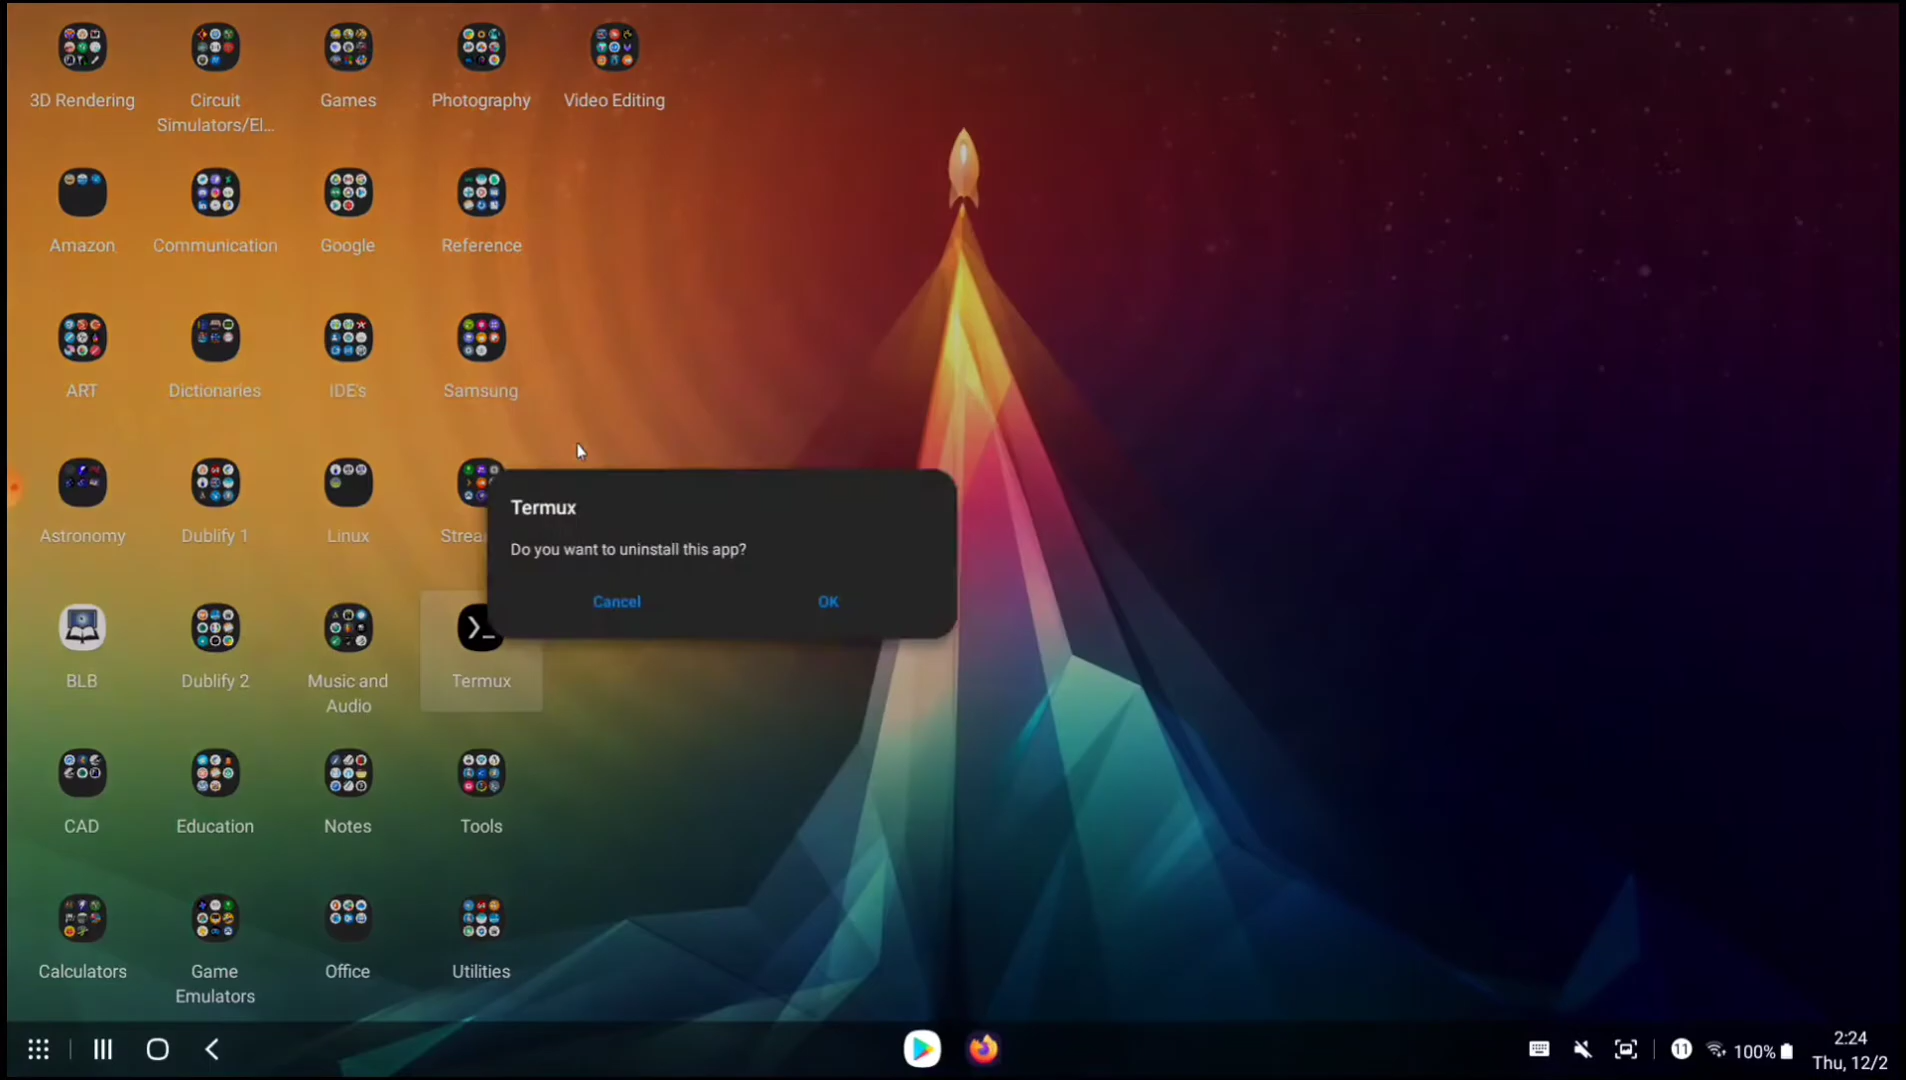 3D Rendering
Circuit
Simulators/El...
Games
Photography
Video Editing
Amazon
Communication
Google
Reference
ART
Dictionaries
IDE's
Samsung
Astronomy
Dublify 1
Linux
Strea
Termux
Do you want to uninstall this app?
Cancel
OK
BLB
Dublify 2
Music and
Audio
Termux
CAD
Education
Notes
Tools
Calculators
Game
Emulators
Office
Utilities
11
100%
2:24
Thu, 12/2